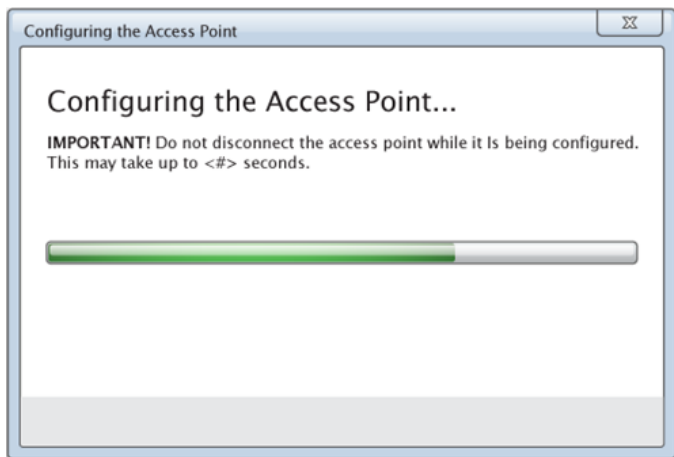 Configuring the Access Point
Configuring the Access Point...
IMPORTANT! Do not disconnect the access point while it Is being configured.
This may take up to <#> seconds.